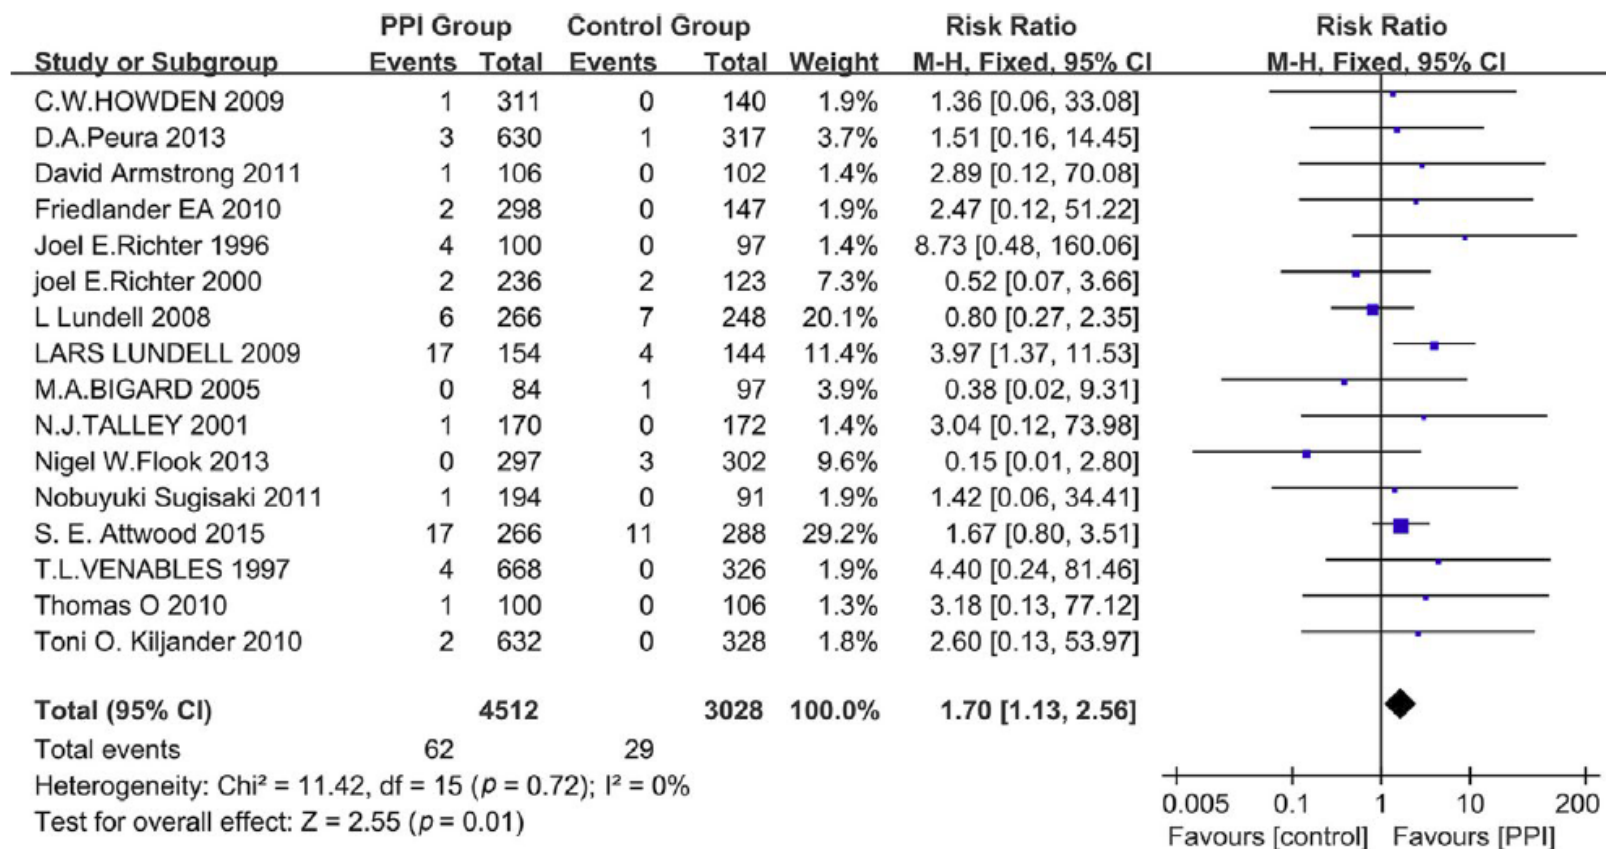 PPI Group Control Group Risk Ratio Risk Ratio
Study or Subgroup Events Total Events Total Weight M-H, Fixed, 95% CI M-H, Fixed, 95% CI
C.W.HOWDEN 2009 1 311 0 140 1.9% 1.36 [0.06, 33.08]
D.A.Peura 2013 3 630 1 317 3.7% 1.51 [0.16, 14.45]
David Armstrong 2011 1 106 0 102 1.4% 2.89 [0.12, 70.08]
Friedlander EA 2010 2 298 0 147 1.9% 2.47 [0.12, 51.22]
Joel E.Richter 1996 4 100 0 97 1.4% 8.73 [0.48, 160.06]
joel E.Richter 2000 2 236 2 123 7.3% 0.52 [0.07, 3.66]
L Lundell 2008 6 266 7 248 20.1% 0.80 [0.27, 2.35]
LARS LUNDELL 2009 17 154 4 144 11.4% 3.97 [1.37, 11.53]
M.A.BIGARD 2005 0 84 1 97 3.9% 0.38 [0.02, 9.31]
N.J.TALLEY 2001 1 170 0 172 1.4% 3.04 [0.12, 73.98]
Nigel W.Flook 2013 0 297 3 302 9.6% 0.15 [0.01, 2.80]
Nobuyuki Sugisaki 2011 1 194 0 91 1.9% 1.42 [0.06, 34.41]
S. E. Attwood 2015 17 266 11 288 29.2% 1.67 [0.80, 3.51]
T.L.VENABLES 1997 4 668 0 326 1.9% 4.40 [0.24, 81.46]
Thomas O 2010 1 100 0 106 1.3% 3.18 [0.13, 77.12]
Toni O. Kiljander 2010 2 632 0 328 1.8% 2.60 [0.13, 53.97]
Total (95% CI) 4512 3028 100.0% 1.70 [1.13, 2.56]
Total events 62 29
Heterogeneity: Chi² = 11.42, df = 15 (p = 0.72); I² = 0%
Test for overall effect: Z = 2.55 (p = 0.01)
0.005 0.1 1 10 200
Favours [control] Favours [PPI]